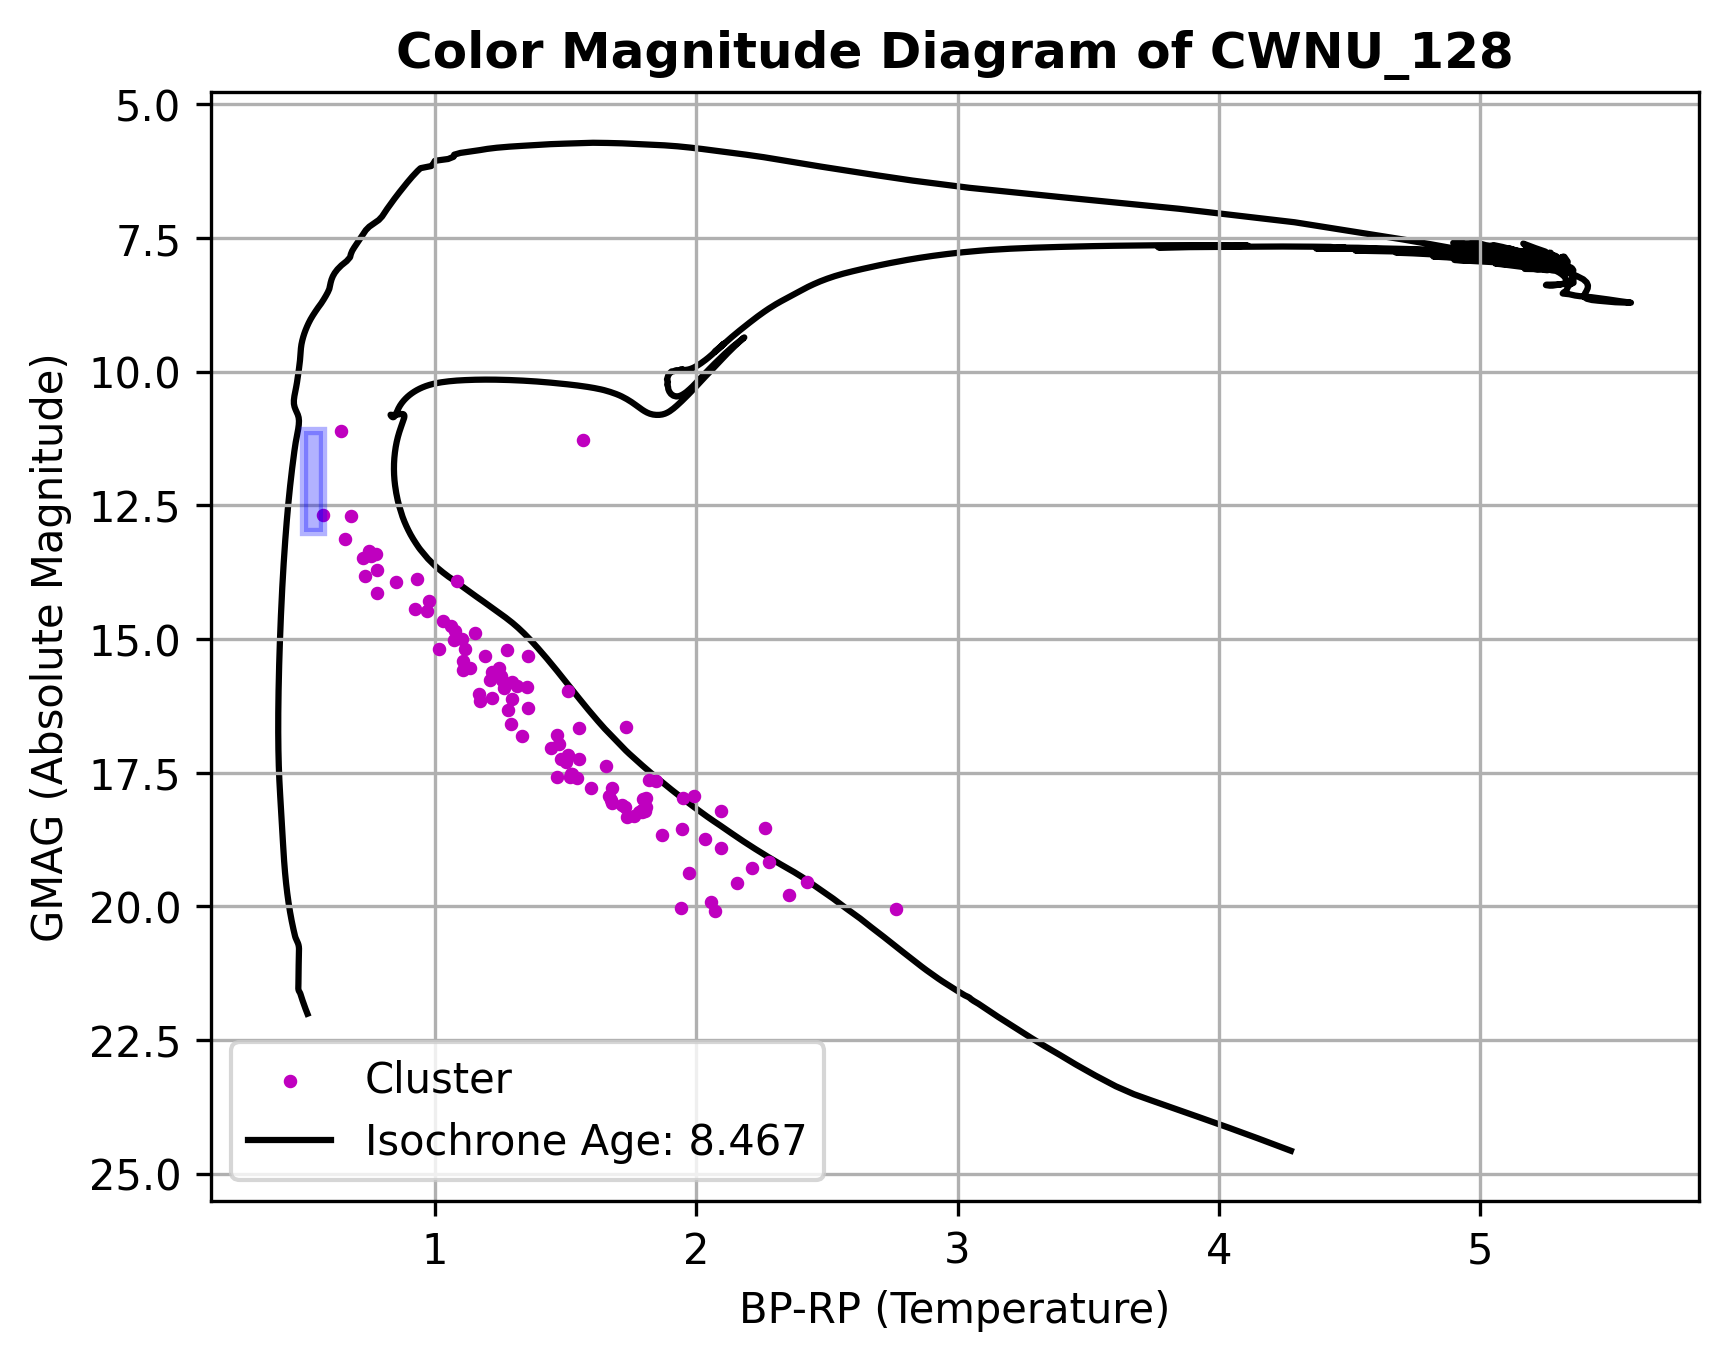 Color Magnitude Diagram of CWNU_128
GMAG (Absolute Magnitude)
5.0
7.5
10.0
12.5
15.0
17.5
20.0
22.5
25.0
Cluster
Isochrone Age: 8.467
1 2 3 4 5
BP-RP (Temperature)